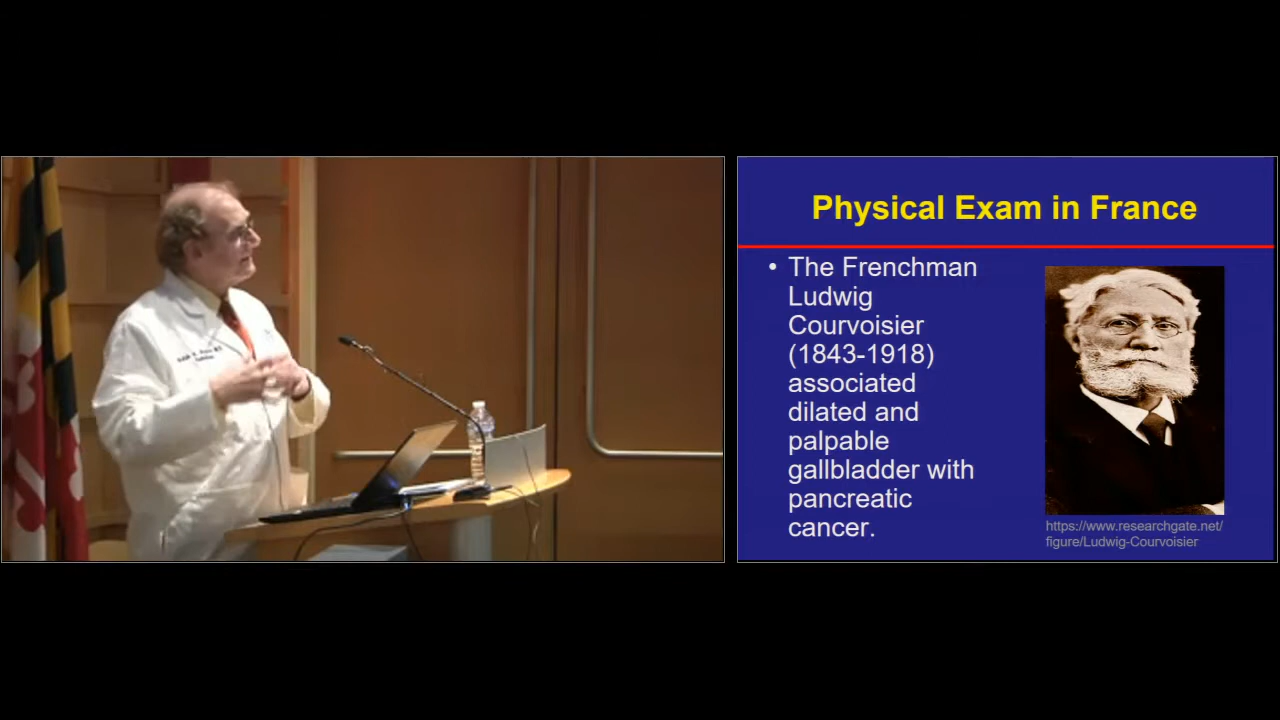 Physical Exam in France
• The Frenchman
Ludwig
Courvoisier
(1843-1918)
associated
dilated and
palpable
gallbladder with
pancreatic
cancer.
https://www.researchgate.net/
figure/Ludwig-Courvoisier